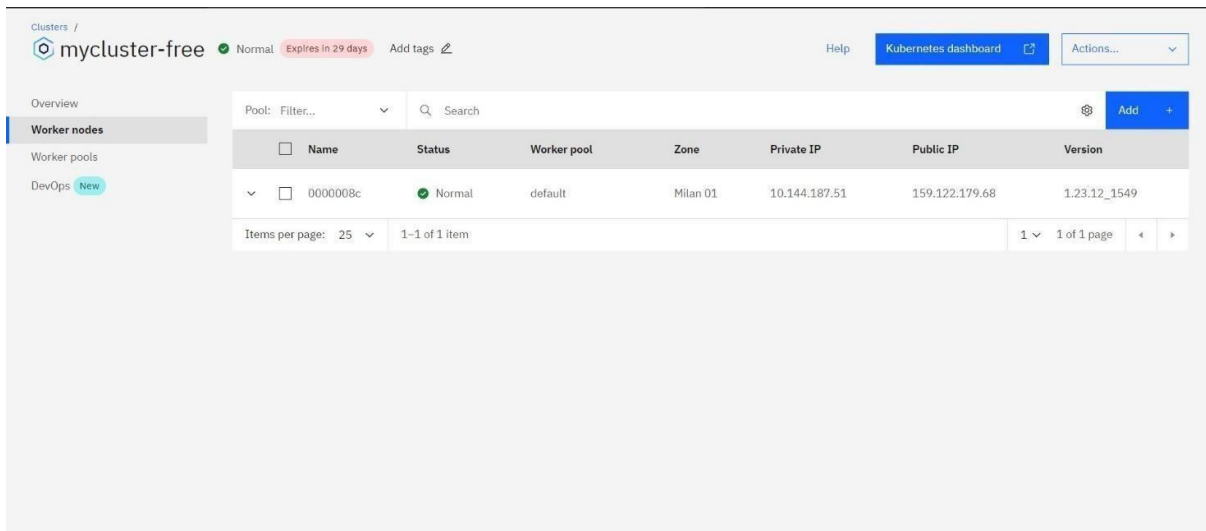 Clusters /
mycluster-free Normal Expires in 29 days Add tags Help Kubernetes dashboard Actions...
Overview
Worker nodes
Worker pools
DevOps New
Pool: Filter... Search Add +
Name Status Worker pool Zone Private IP Public IP Version
0000008c Normal default Milan 01 10.144.187.51 159.122.179.68 1.23.12_1549
Items per page: 25 1–1 of 1 item 1 1 of 1 page